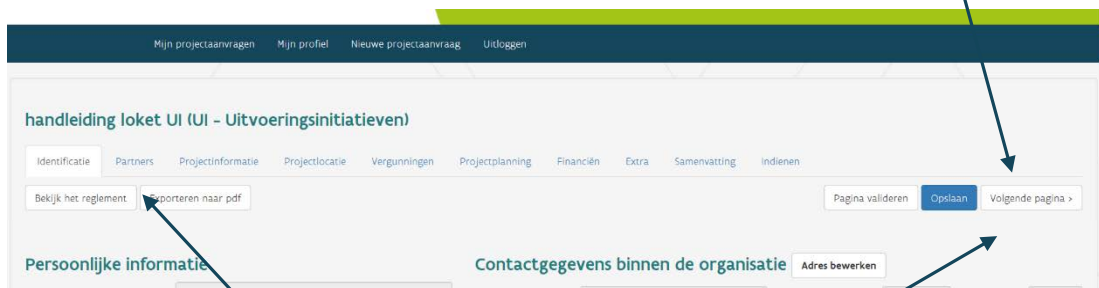 Mijn projectaanvragen Mijn profiel Nieuwe projectaanvraag Uitloggen
handleiding loket UI (UI - Uitvoeringsinitiatieven)
Identificatie Partners Projectinformatie Projectlocatie Vergunningen Projectplanning Financiën Extra Samenvatting Indienen
Bekijk het reglement Exporteren naar pdf Pagina valideren Opslaan Volgende pagina >
Persoonlijke informatie Contactgegevens binnen de organisatie Adres bewerken